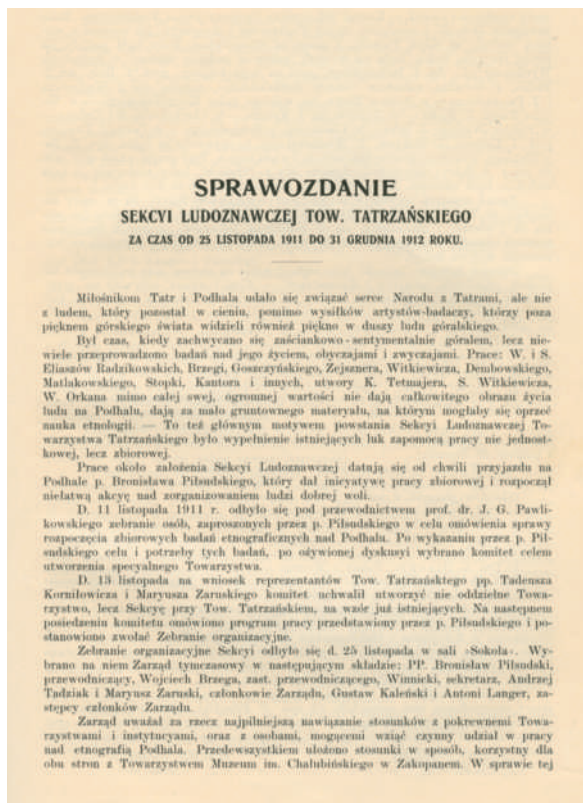 SPRAWOZDANIE
SEKCYI LUDOZNAWCZEJ TOW. TATRZAŃSKIEGO
ZA CZAS OD 25 LISTOPADA 1911 DO 31 GRUDNIA 1912 ROKU.
Miłośnikom Tatr i Podhala udało się związać serce Narodu z Tatrami, ale nie
z ludem, który pozostał w cieniu, pomimo wysiłków artystów-badaczy, którzy poza
pięknem górskiego świata widzieli również piękno w duszy ludu góralskiego.
Był czas, kiedy zachwycano się zaściankowo-sentymentalnie góralem, lecz nie-
wiele przeprowadzono badań nad jego życiem, obyczajami i zwyczajami. Prace: W. i S.
Eliaszów Radzikowskich, Brzegi, Goszczyńskiego, Zejsznera, Witkiewicza, Dembowskiego,
Matlakowskiego, Stopki, Kantora i innych, utwory K. Tetmajera, S. Witkiewicza,
W. Orkana mimo całej swej, ogromnej wartości nie dają całkowitego obrazu życia
ludu na Podhalu, dają za mało gruntownego materyału, na którym mogłaby się oprzeć
nauka etnologii. — To też głównym motywem powstania Sekcyi Ludoznawczej To-
warzystwa Tatrzańskiego było wypełnienie istniejących luk zapomocą pracy nie jednost-
kowej, lecz zbiorowej.
Prace około założenia Sekcyi Ludoznawczej datują się od chwili przyjazdu na
Podhale p. Bronisława Piłsudskiego, który dał inicyatywę pracy zbiorowej i rozpoczął
niełatwą akcyę nad zorganizowaniem ludzi dobrej woli.
D. 11 listopada 1911 r. odbyło się pod przewodnictwem prof. dr. J. G. Pawli-
kowskiego zebranie osób, zaproszonych przez p. Piłsudskiego w celu omówienia sprawy
rozpoczęcia zbiorowych badań etnograficznych nad Podhalem. Po wykazaniu przez p. Pił-
sudskiego celu i potrzeby tych badań, po ożywionej dyskusyi wybrano komitet celem
utworzenia specyalnego Towarzystwa.
D. 13 listopada na wniosek reprezentantów Tow. Tatrzańsktego pp. Tadeusza
Korniłowicza i Maryusza Zaruskiego komitet uchwalił utworzyć nie oddzielne Towa-
rzystwo, lecz Sekcyę przy Tow. Tatrzańskiem, na wzór już istniejących. Na następnem
posiedzeniu komitetu omówiono program pracy przedstawiony przez p. Piłsudskiego i po-
stanowiono zwołać Zebranie organizacyjne.
Zebranie organizacyjne Sekcyi odbyło się d. 25 listopada w sali »Sokoła«. Wy-
brano na niem Zarząd tymczasowy w następującym składzie: PP. Bronisław Piłsudski,
przewodniczący, Wojciech Brzega, zast. przewodniczącego, Winnicki, sekretarz, Andrzej
Tadziak i Maryusz Zaruski, członkowie Zarządu, Gustaw Kaleński i Antoni Langer, za-
stępcy członków Zarządu.
Zarząd uważał za rzecz najpilniejszą nawiązanie stosunków z pokrewnemi Towa-
rzystwami i instytucyami, oraz z osobami, mogącemi wziąć czynny udział w pracy
nad etnografią Podhala. Przedewszystkiem ułożono stosunki w sposób, korzystny dla
obu stron z Towarzystwem Muzeum im. Chałubińskiego w Zakopanem. W sprawie tej